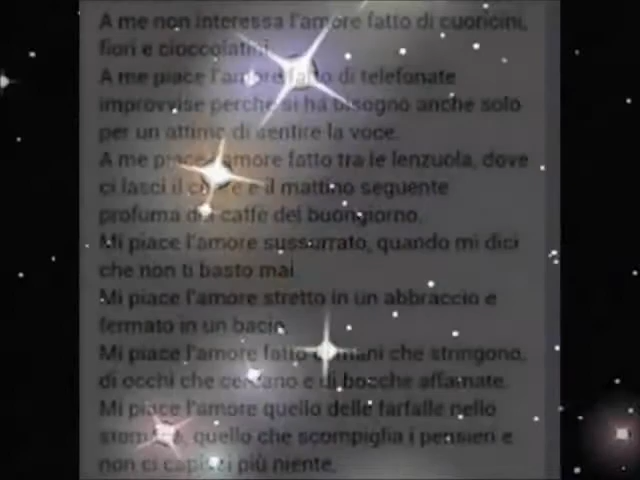 A me non interessa l'amore fatto di cuoricini,
fiori e cioccolatini
A me piace l'amore fatto di telefonate
improvvise perchè si ha bisogno anche solo
per un attimo di sentire la voce.
A me piace l'amore fatto tra le lenzuola, dove
ci lasci il cuore e il mattino seguente
profuma del caffè del buongiorno.
Mi piace l'amore sussurrato, quando mi dici
che non ti basto mai
Mi piace l'amore stretto in un abbraccio e
fermato in un bacio
Mi piace l'amore fatto di mani che stringono,
di occhi che cercano e di bocche affamate.
Mi piace l'amore quello delle farfalle nello
stomaco, quello che scompiglia i pensieri e
non ci capisci più niente.